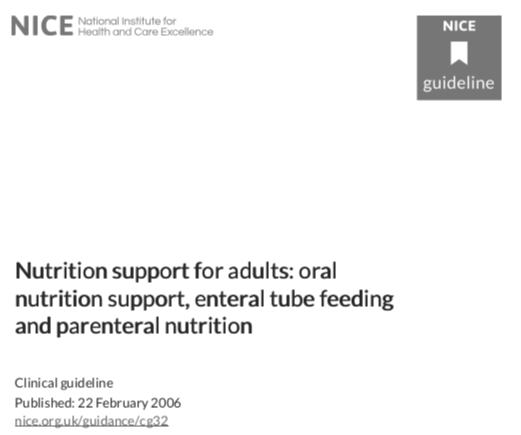 NICE National Institute for
Health and Care Excellence
NICE
guideline
Nutrition support for adults: oral
nutrition support, enteral tube feeding
and parenteral nutrition
Clinical guideline
Published: 22 February 2006
nice.org.uk/guidance/cg32